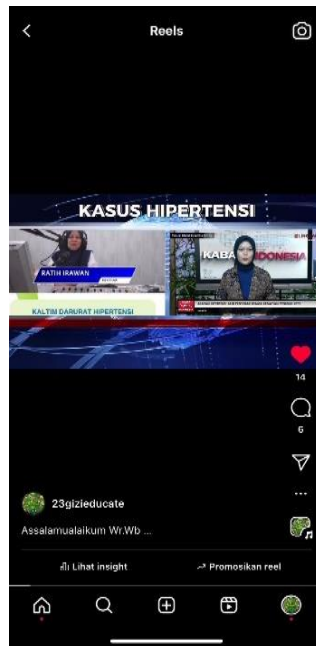 Reels
KASUS HIPERTENSI
RATIH IRAWAN
KABA
INDONESIA
KALTIM DARURAT HIPERTENSI
14
6
23gizieducate
Assalamualaikum Wr.Wb ...
Lihat insight
Promosikan reel